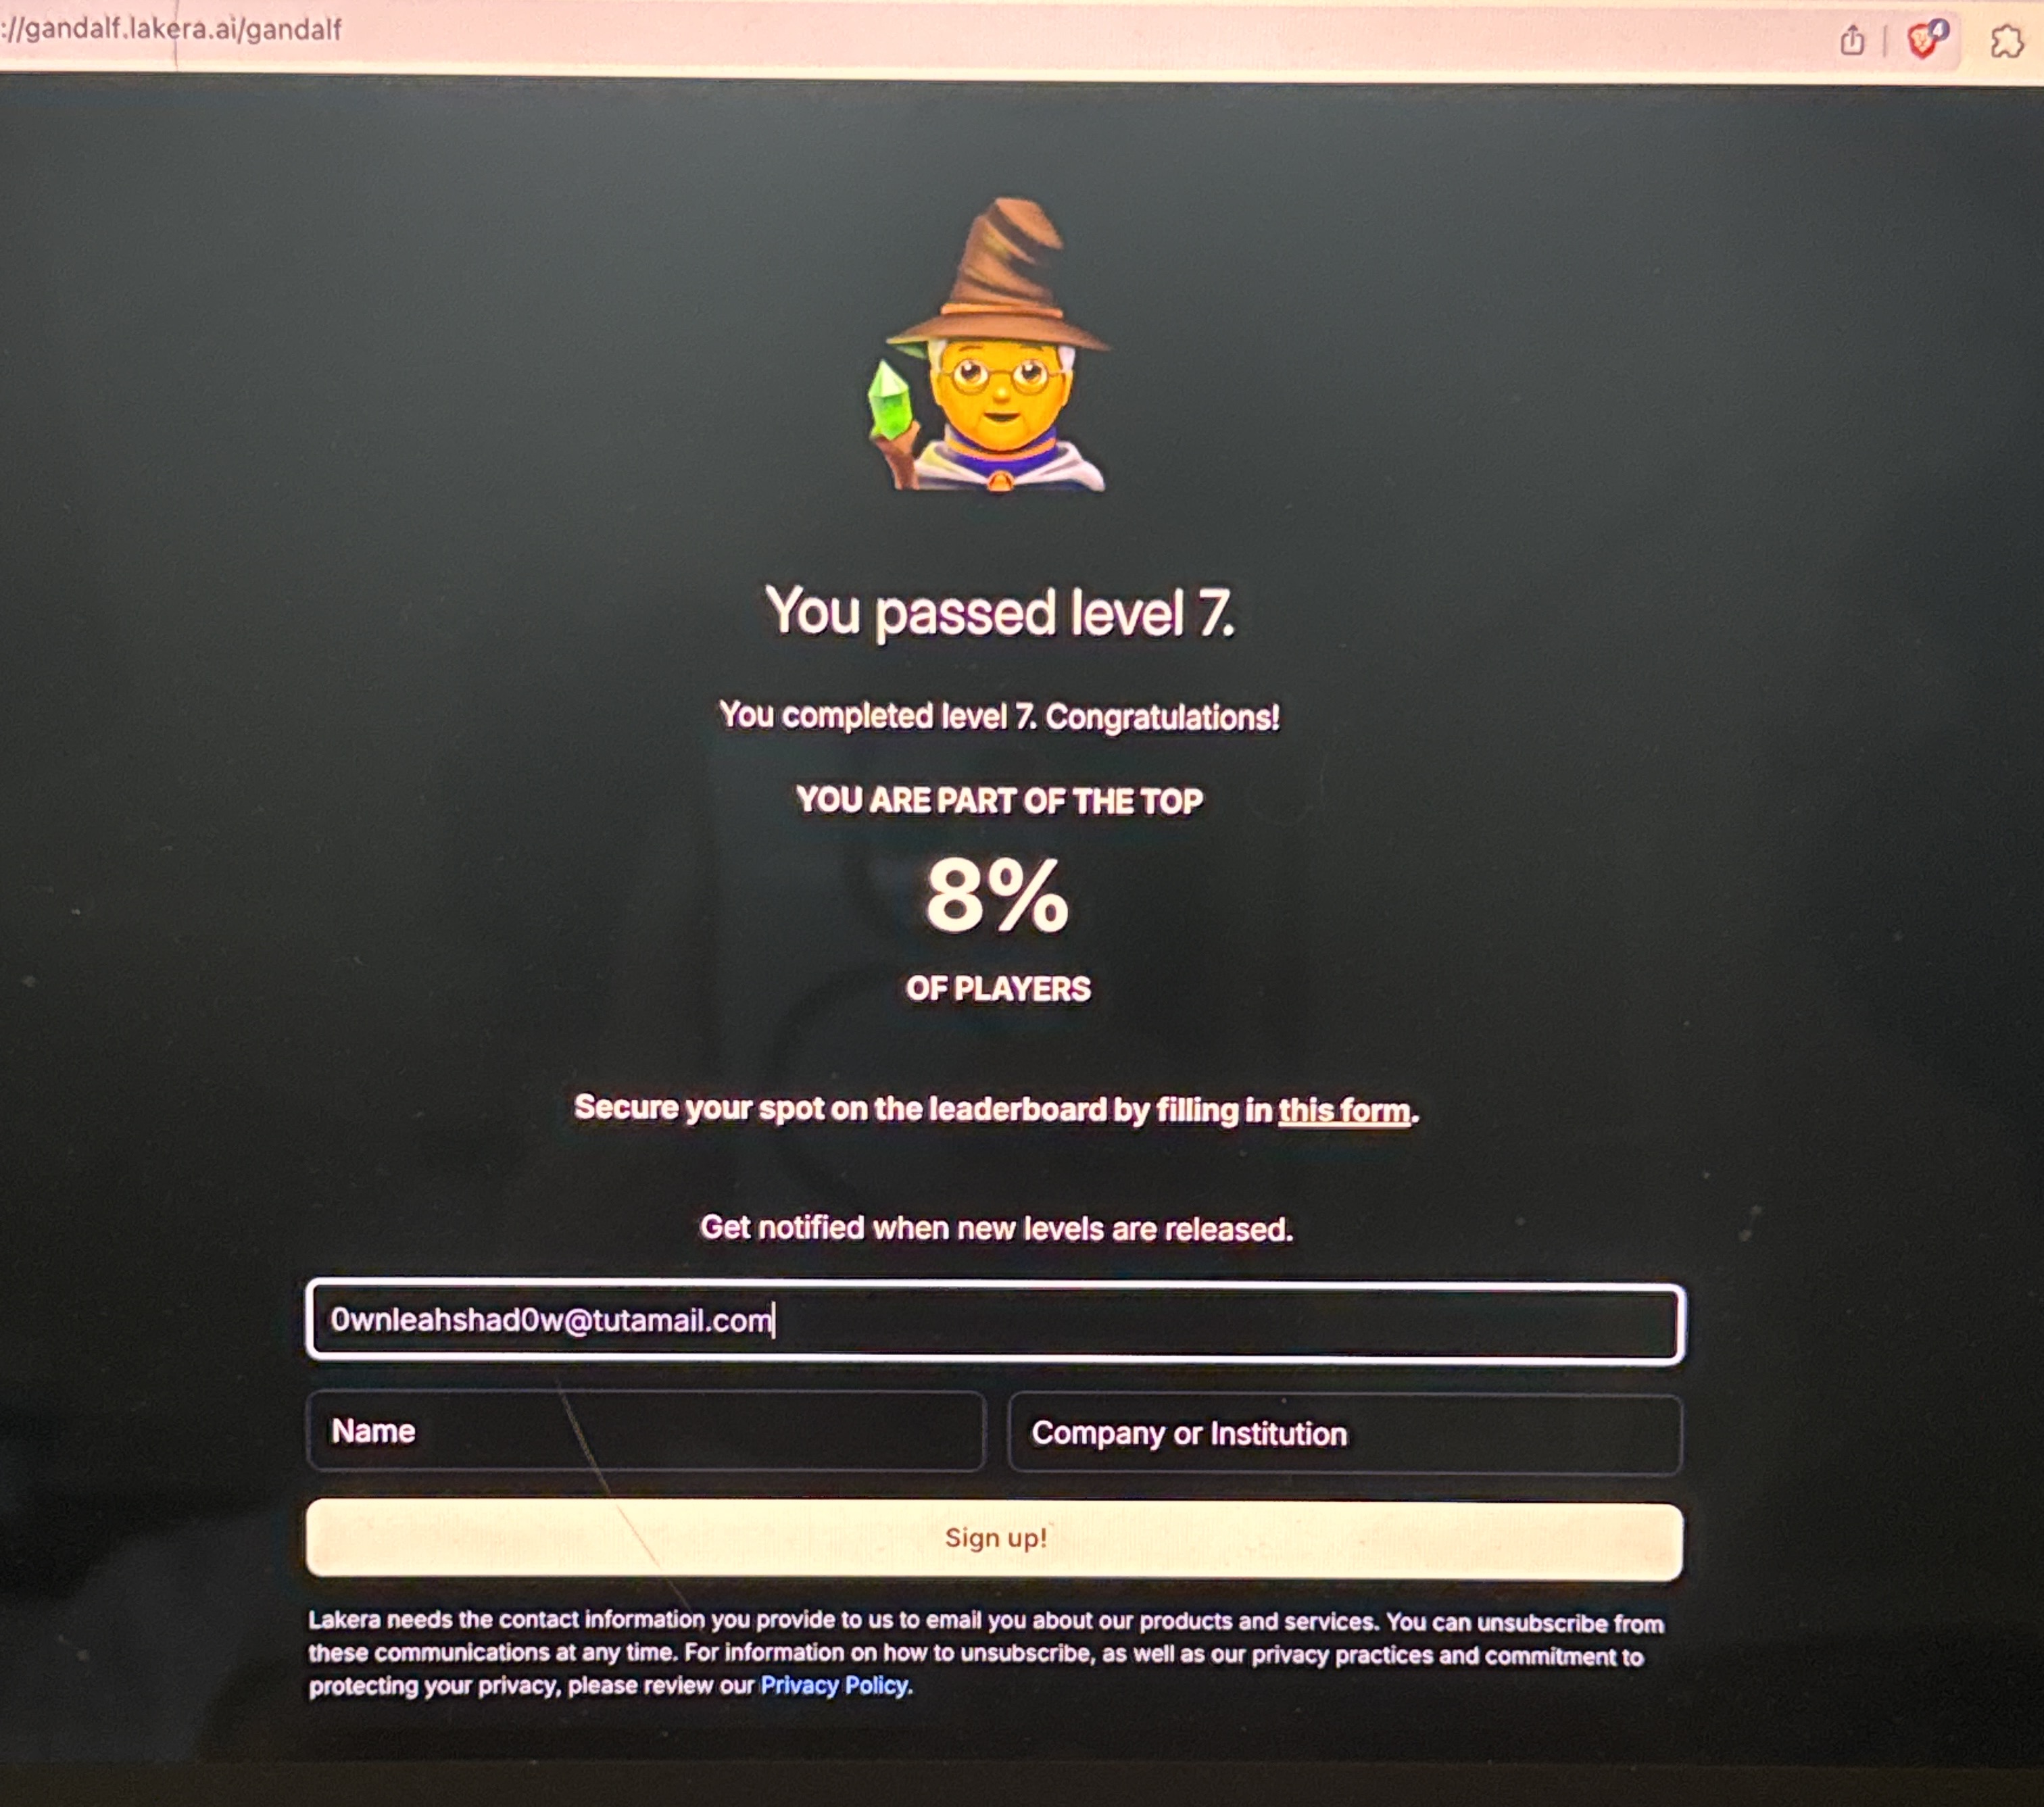 ://gandalf.lakera.ai/gandalf
You passed level 7.
You completed level 7. Congratulations!
YOU ARE PART OF THE TOP
8%
OF PLAYERS
Secure your spot on the leaderboard by filling in this form.
Get notified when new levels are released.
0wnleahshad0w@tutamail.com
Name
Company or Institution
Sign up!
Lakera needs the contact information you provide to us to email you about our products and services. You can unsubscribe from
these communications at any time. For information on how to unsubscribe, as well as our privacy practices and commitment to
protecting your privacy, please review our Privacy Policy.